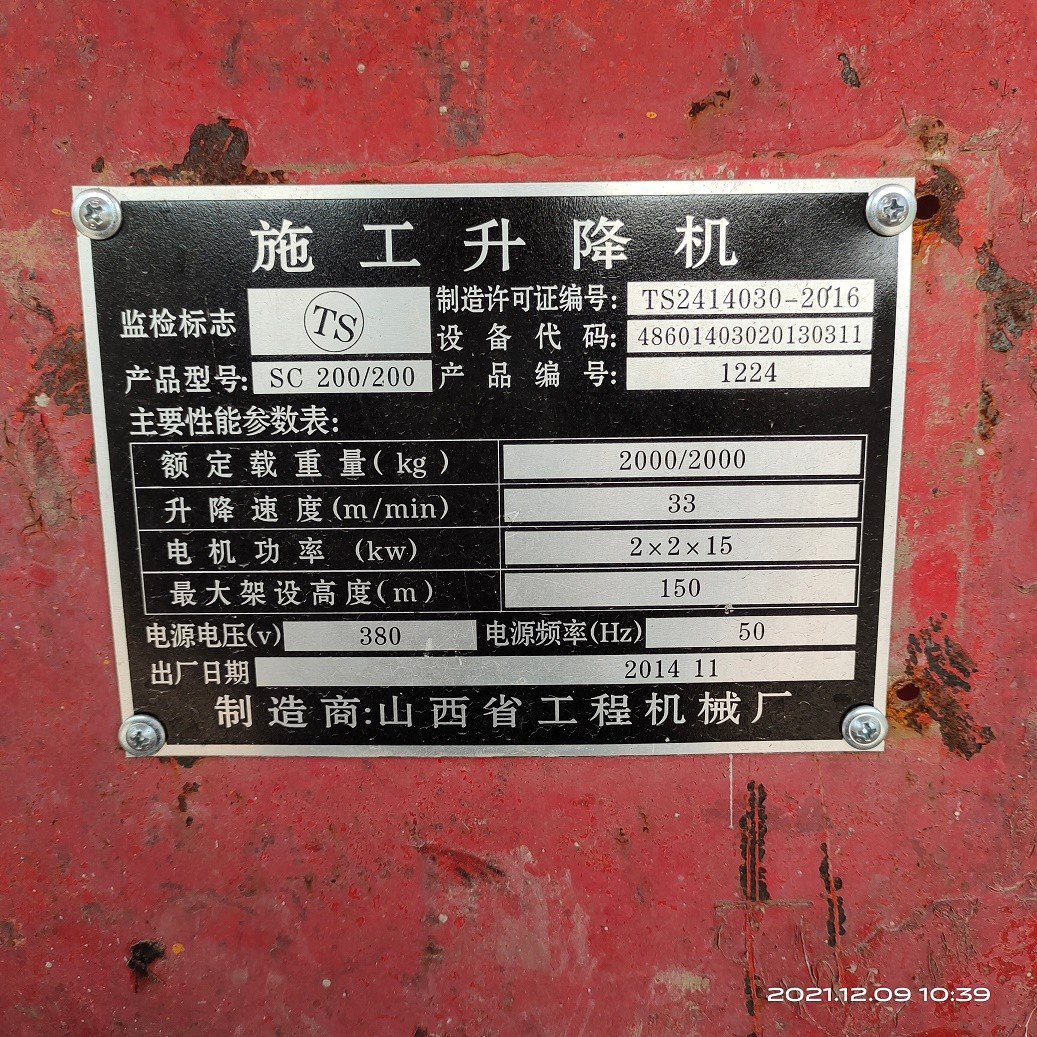 施工升降机
监检标志 TS 制造许可证编号: TS2414030-2016
设备代码: 48601403020130311
产品型号: SC 200/200 产品编号: 1224
主要性能参数表:
额定载重量(kg) 2000/2000
升降速度(m/min) 33
电机功率 (kw) 2×2×15
最大架设高度(m) 150
电源电压(v) 380 电源频率(Hz) 50
出厂日期 2014 11
制造商:山西省工程机械厂
2021.12.09 10:39